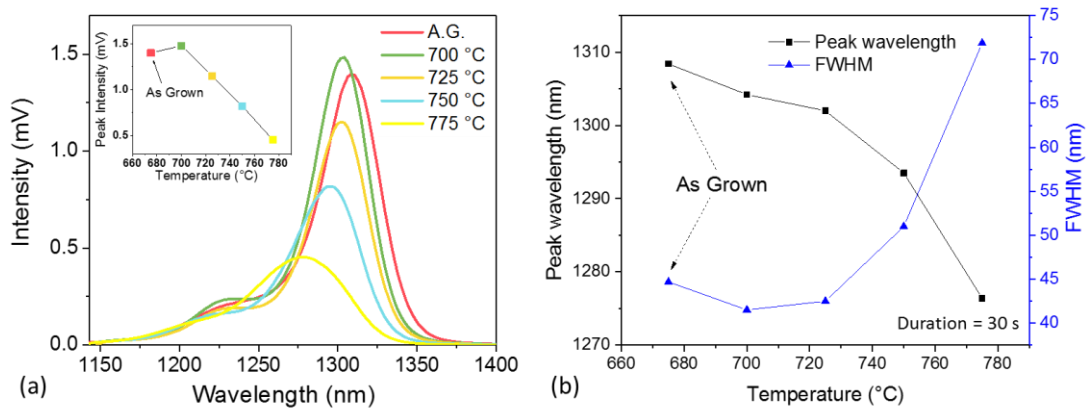 A.G.
700 °C
725 °C
750 °C
775 °C
As Grown
Peak Intensity (mV)
1.5
1.0
0.5
660 680 700 720 740 760 780
Temperature (°C)
Intensity (mV)
1.5
1.0
0.5
0.0
1150 1200 1250 1300 1350 1400
Wavelength (nm)
(a)
Peak wavelength
FWHM
As Grown
Duration = 30 s
Peak wavelength (nm)
1310
1300
1290
1280
1270
FWHM (nm)
75
70
65
60
55
50
45
40
660 680 700 720 740 760 780
Temperature (°C)
(b)